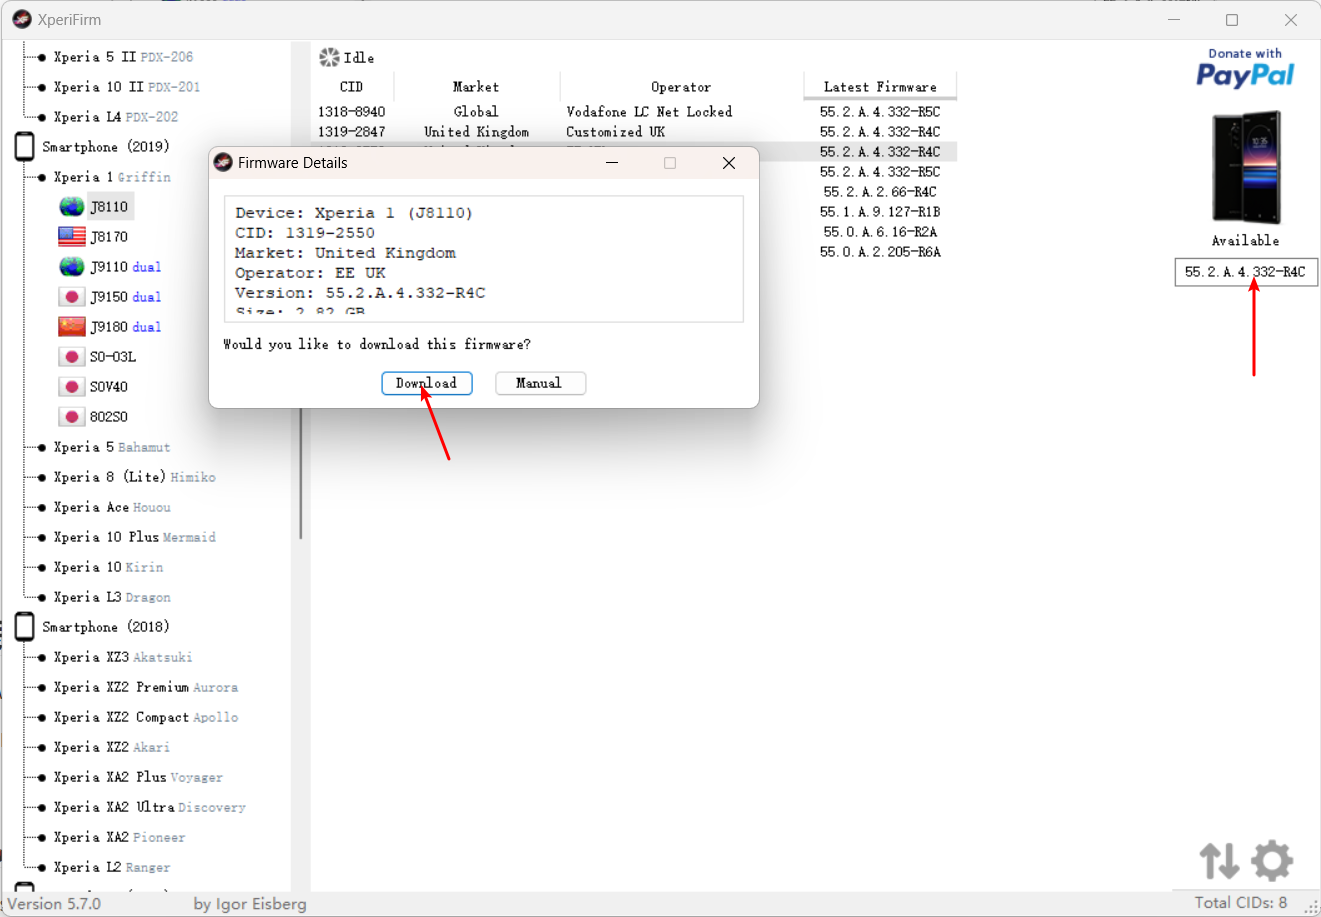 XperiFirm
Xperia 5 II PDX-206
Xperia 10 II PDX-201
Xperia L4 PDX-202
Smartphone (2019)
Xperia 1 Griffin
J8110
J8170
J9110 dual
J9150 dual
J9180 dual
SO-03L
SOV40
802SO
Xperia 5 Bahamut
Xperia 8 (Lite) Himiko
Xperia Ace Houou
Xperia 10 Plus Mermaid
Xperia 10 Kirin
Xperia L3 Dragon
Smartphone (2018)
Xperia XZ3 Akatsuki
Xperia XZ2 Premium Aurora
Xperia XZ2 Compact Apollo
Xperia XZ2 Akari
Xperia XA2 Plus Voyager
Xperia XA2 Ultra Discovery
Xperia XA2 Pioneer
Xperia L2 Ranger
Idle
CID Market Operator Latest Firmware
1318-8940 Global Vodafone LC Net Locked 55.2.A.4.332-R5C
1319-2847 United Kingdom Customized UK 55.2.A.4.332-R4C
55.2.A.4.332-R4C
55.2.A.4.332-R5C
55.2.A.2.66-R4C
55.1.A.9.127-R1B
55.0.A.6.16-R2A
55.0.A.2.205-R6A
Firmware Details
Device: Xperia 1 (J8110)
CID: 1319-2550
Market: United Kingdom
Operator: EE UK
Version: 55.2.A.4.332-R4C
Size: 2.82 GB
Would you like to download this firmware?
Download Manual
Donate with
PayPal
10:35
Available
55.2.A.4.332-R4C
Version 5.7.0 by Igor Eisberg
Total CIDs: 8